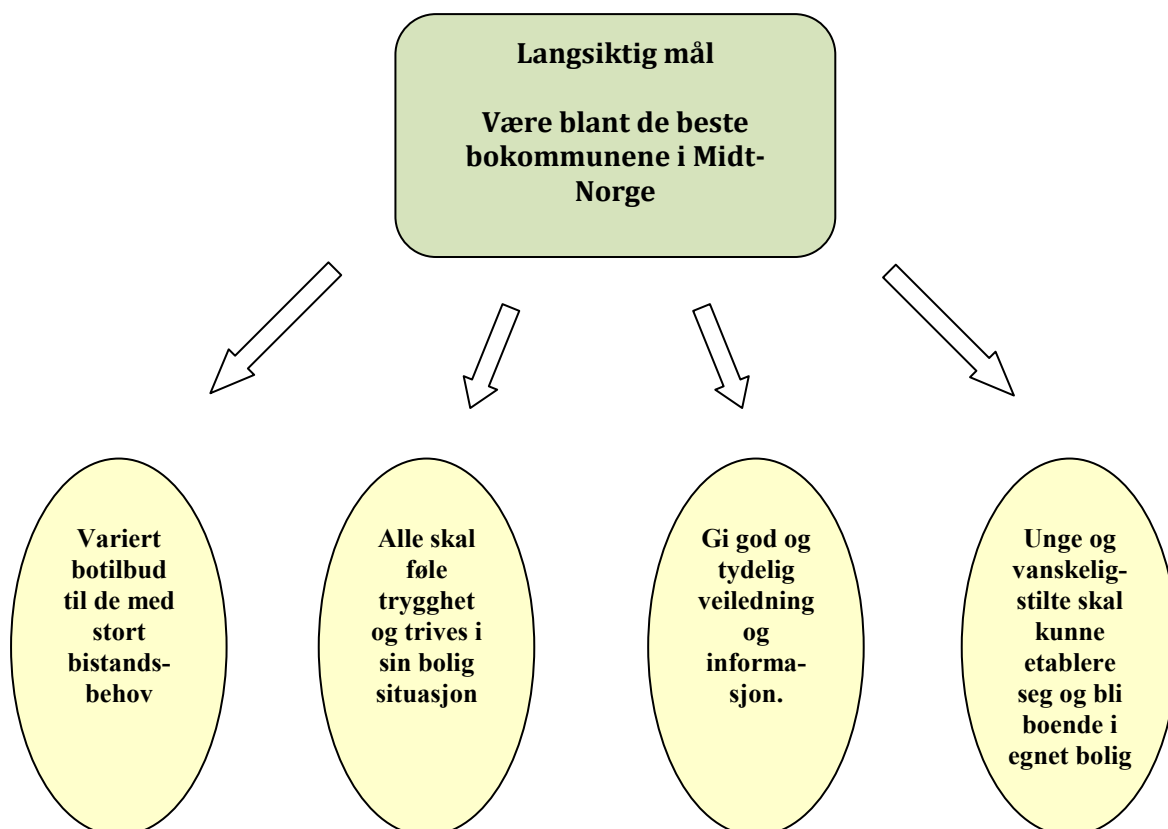 Langsiktig mål
Være blant de beste
bokommunene i Midt-
Norge
Variert
botilbud
til de med
stort
bistands-
behov
Alle skal
føle
trygghet
og trives i
sin bolig
situasjon
Gi god og
tydelig
veiledning
og
informa-
sjon.
Unge og
vanskelig-
stilte skal
kunne
etablere
seg og bli
boende i
egnet bolig